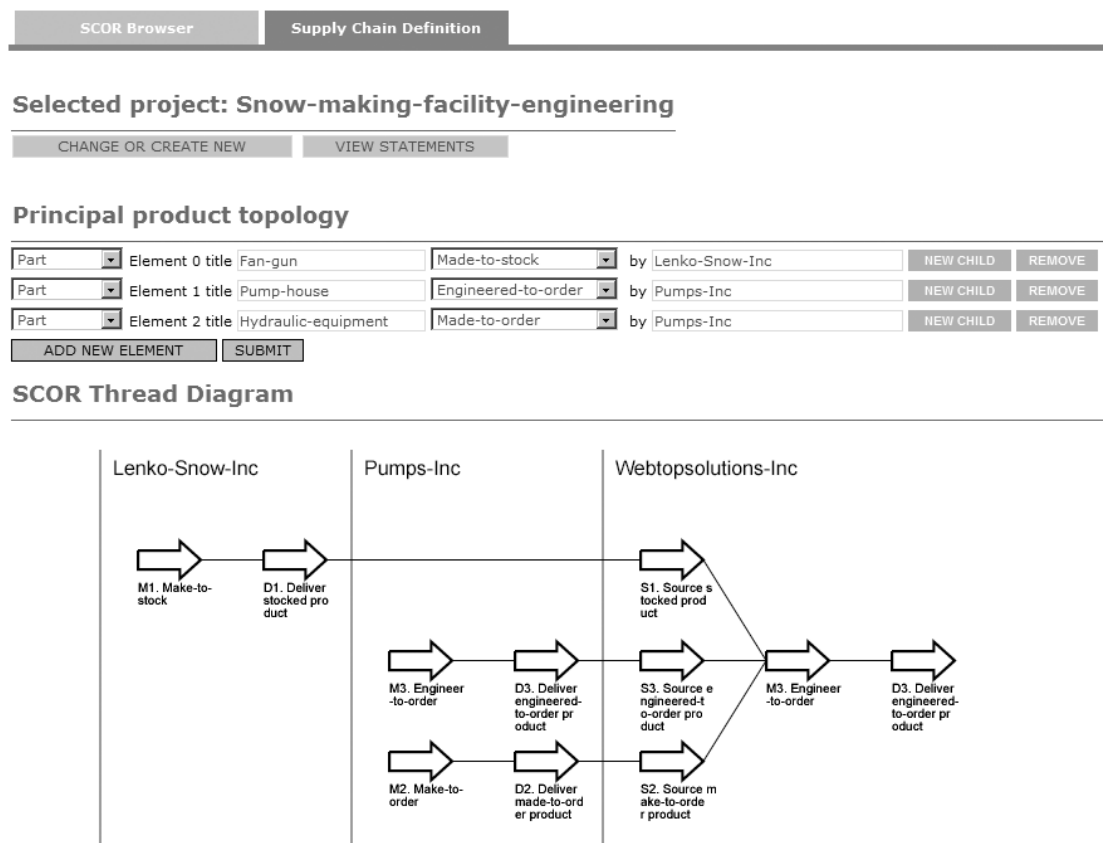 SCOR Browser Supply Chain Definition
Selected project: Snow-making-facility-engineering
CHANGE OR CREATE NEW VIEW STATEMENTS
Principal product topology
Part Element 0 title Fan-gun Made-to-stock by Lenko-Snow-Inc NEW CHILD REMOVE
Part Element 1 title Pump-house Engineered-to-order by Pumps-Inc NEW CHILD REMOVE
Part Element 2 title Hydraulic-equipment Made-to-order by Pumps-Inc NEW CHILD REMOVE
ADD NEW ELEMENT SUBMIT
SCOR Thread Diagram
Lenko-Snow-Inc Pumps-Inc Webtopsolutions-Inc
M1. Make-to-
stock
D1. Deliver
stocked pro
duct
S1. Source s
tocked prod
uct
M3. Engineer
-to-order
D3. Deliver
engineered-
to-order pr
oduct
S3. Source e
ngineered-t
o-order pro
duct
M3. Engineer
-to-order
D3. Deliver
engineered-
to-order pr
oduct
M2. Make-to-
order
D2. Deliver
made-to-ord
er product
S2. Source m
ake-to-orde
r product